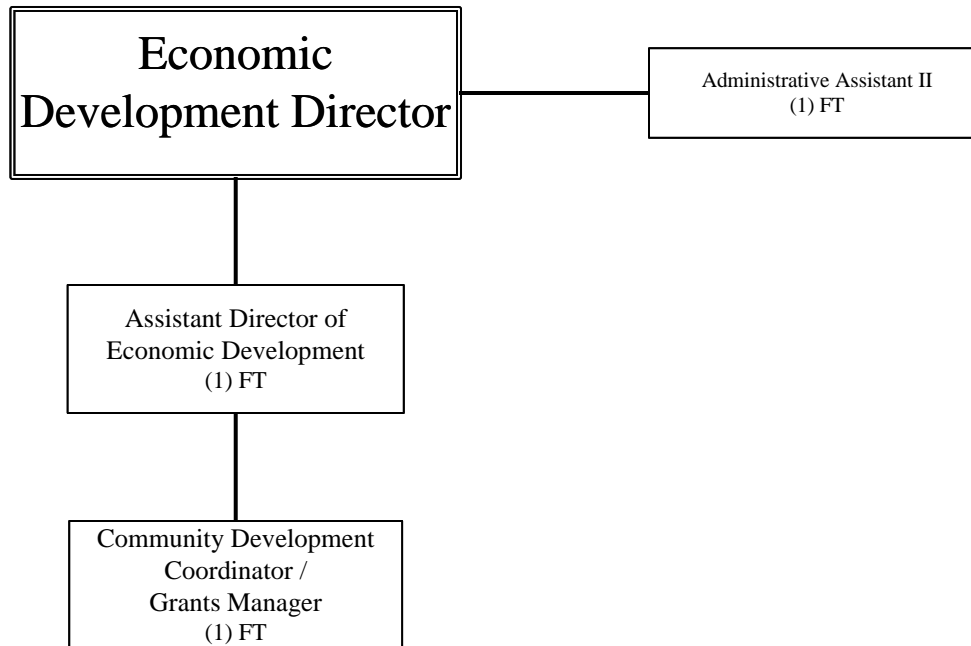 Economic
Development Director
Administrative Assistant II
(1) FT
Assistant Director of
Economic Development
(1) FT
Community Development
Coordinator /
Grants Manager
(1) FT